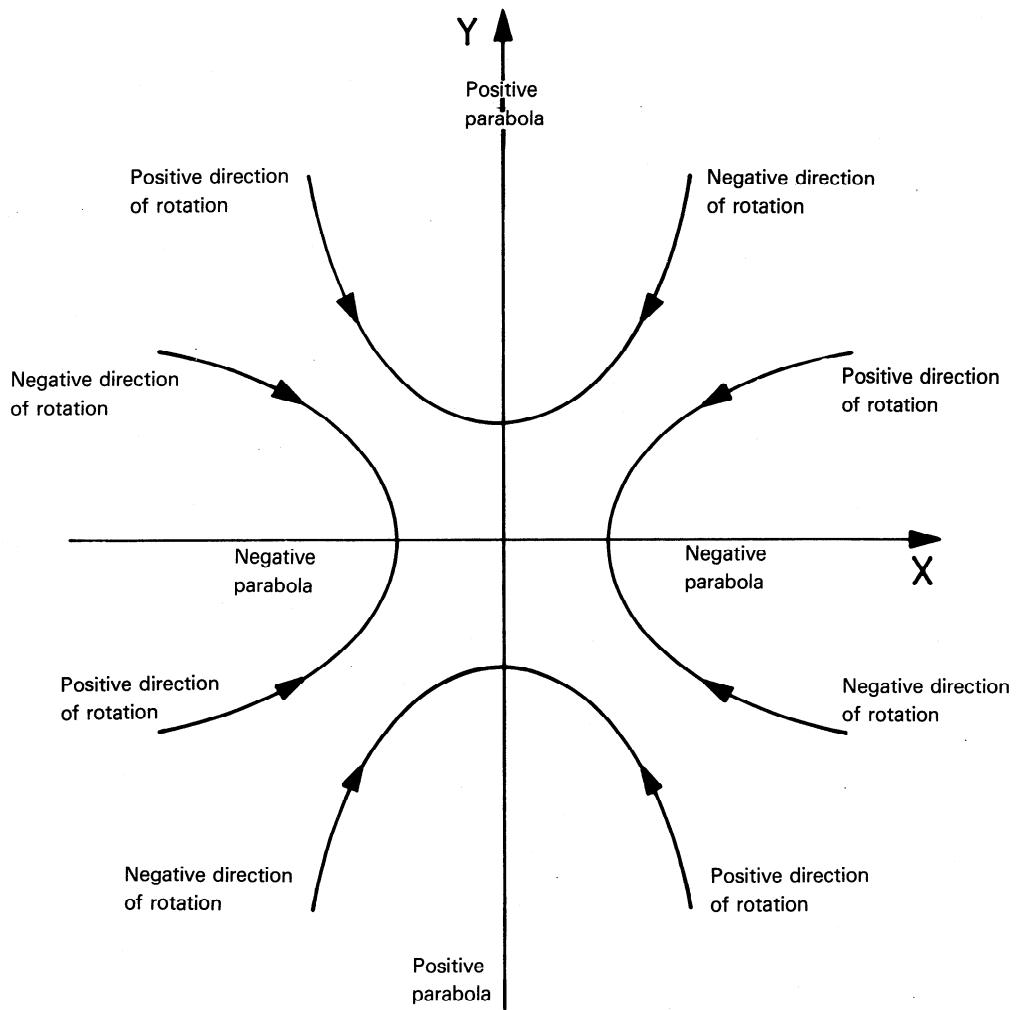 Y
Positive
parabola
Positive direction
of rotation
Negative direction
of rotation
Negative direction
of rotation
Positive direction
of rotation
Negative
parabola
Negative
parabola
X
Positive direction
of rotation
Negative direction
of rotation
Negative direction
of rotation
Positive direction
of rotation
Positive
parabola